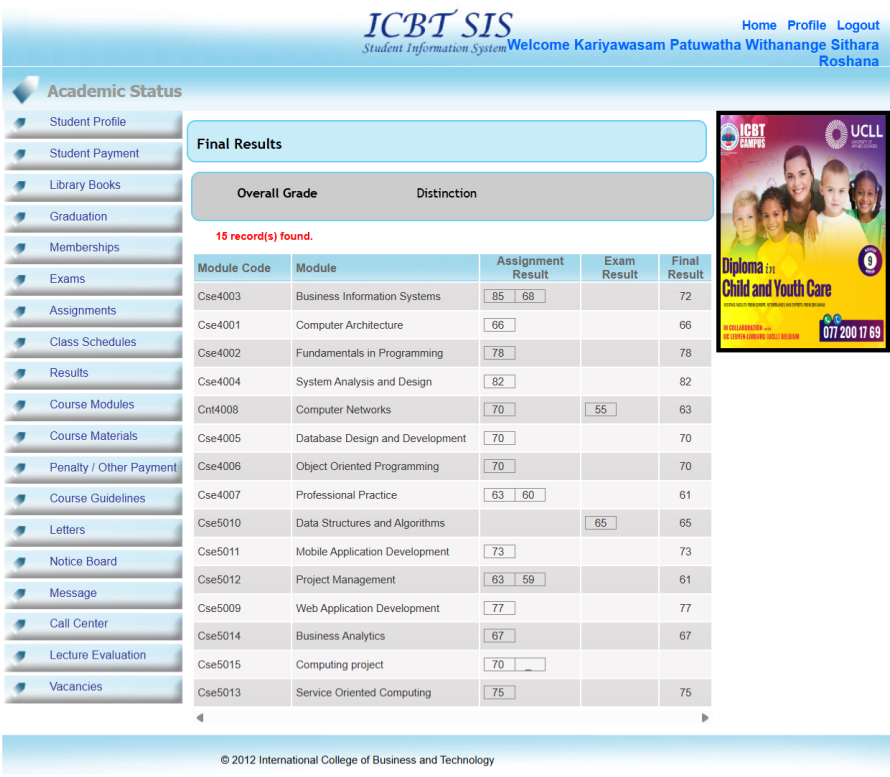 ICBT SIS
Student Information System
Home Profile Logout
Welcome Kariyawasam Patuwatha Withanange Sithara
Roshana
Academic Status
Student Profile
Student Payment
Library Books
Graduation
Memberships
Exams
Assignments
Class Schedules
Results
Course Modules
Course Materials
Penalty / Other Payment
Course Guidelines
Letters
Notice Board
Message
Call Center
Lecture Evaluation
Vacancies
Final Results
Overall Grade Distinction
15 record(s) found.
Module Code Module Assignment Result Exam Result Final Result
Cse4003 Business Information Systems 85 68 72
Cse4001 Computer Architecture 66 66
Cse4002 Fundamentals in Programming 78 78
Cse4004 System Analysis and Design 82 82
Cnt4008 Computer Networks 70 55 63
Cse4005 Database Design and Development 70 70
Cse4006 Object Oriented Programming 70 70
Cse4007 Professional Practice 63 60 61
Cse5010 Data Structures and Algorithms 65 65
Cse5011 Mobile Application Development 73 73
Cse5012 Project Management 63 59 61
Cse5009 Web Application Development 77 77
Cse5014 Business Analytics 67 67
Cse5015 Computing project 70 _
Cse5013 Service Oriented Computing 75 75
ICBT
CAMPUS
UCLL
Diploma in
Child and Youth Care
9
IN COLLABORATION with
UC LEUVEN-LIMBURG (UCLL) BELGIUM
077 200 17 69
© 2012 International College of Business and Technology